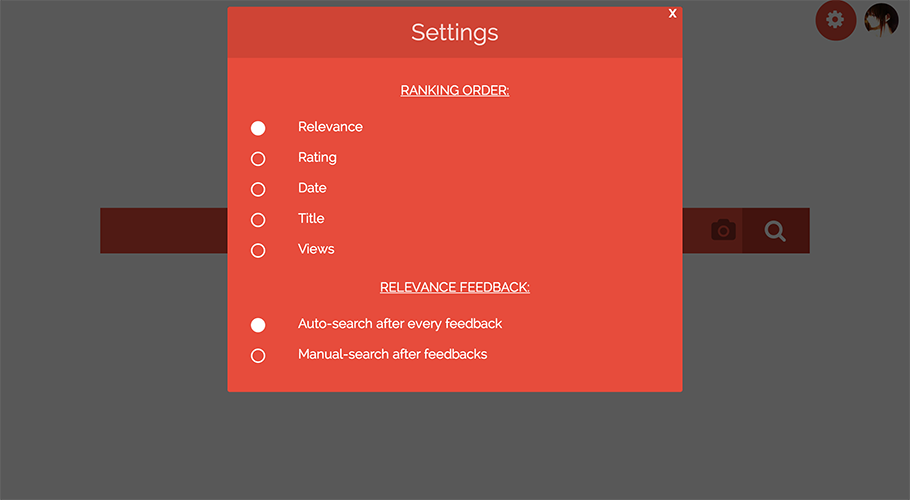 X
Settings
RANKING ORDER:
Relevance
Rating
Date
Title
Views
RELEVANCE FEEDBACK:
Auto-search after every feedback
Manual-search after feedbacks